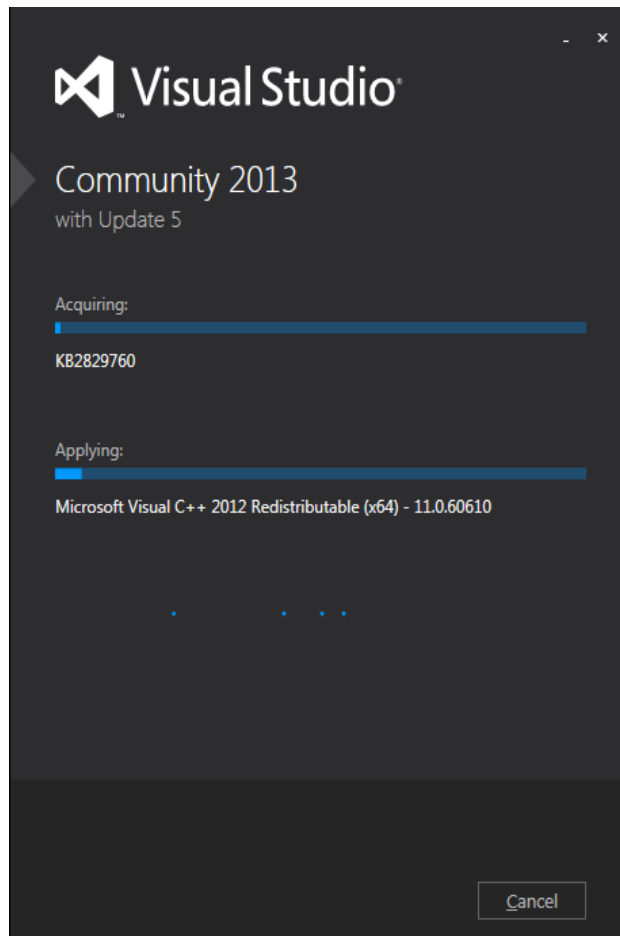 Visual Studio®
™
Community 2013
with Update 5
Acquiring:
KB2829760
Applying:
Microsoft Visual C++ 2012 Redistributable (x64) - 11.0.60610
Cancel